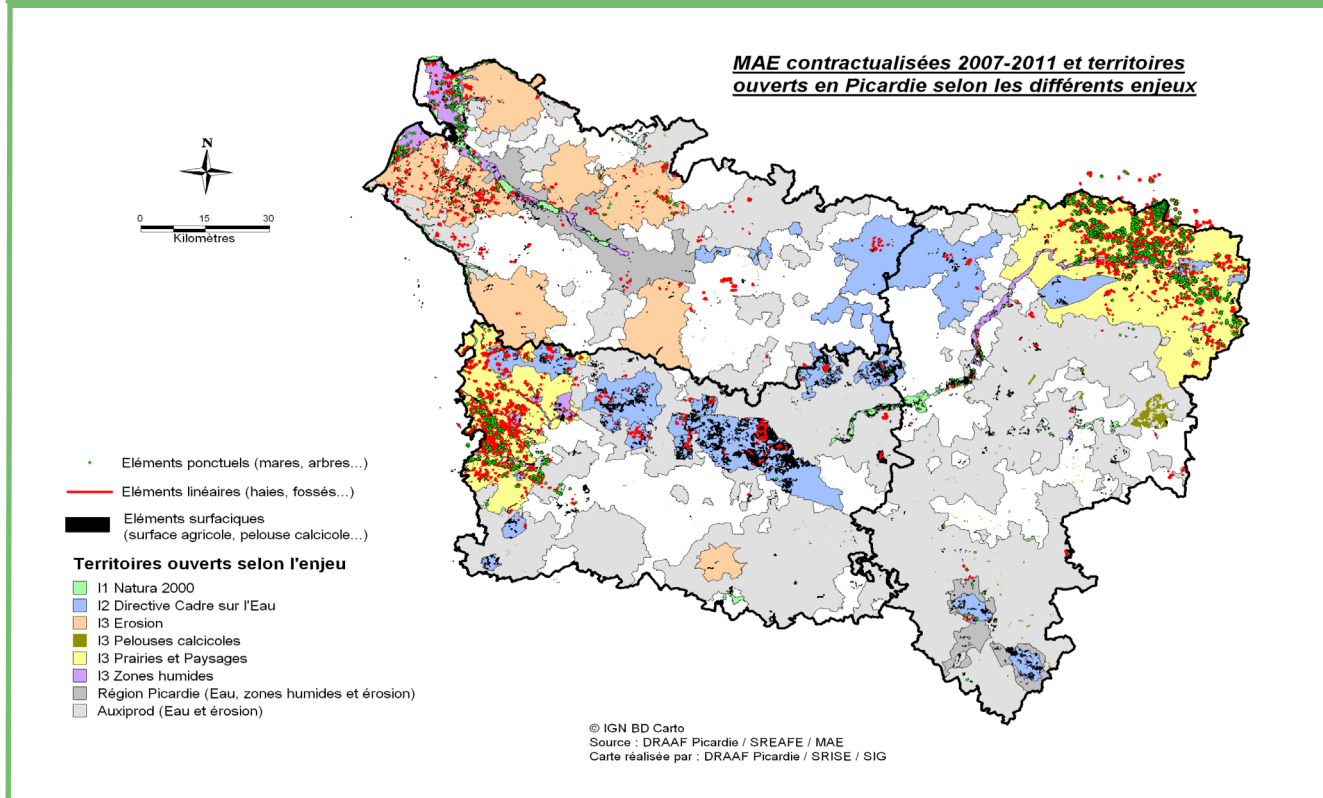 MAE contractualisées 2007-2011 et territoires
ouverts en Picardie selon les différents enjeux
N
0 15 30
Kilomètres
Eléments ponctuels (mares, arbres...)
Eléments linéaires (haies, fossés...)
Eléments surfaciques
(surface agricole, pelouse calcicole...)
Territoires ouverts selon l'enjeu
I1 Natura 2000
I2 Directive Cadre sur l'Eau
I3 Erosion
I3 Pelouses calcicoles
I3 Prairies et Paysages
I3 Zones humides
Région Picardie (Eau, zones humides et érosion)
Auxiprod (Eau et érosion)
© IGN BD Carto
Source : DRAAF Picardie / SREAFE / MAE
Carte réalisée par : DRAAF Picardie / SRISE / SIG